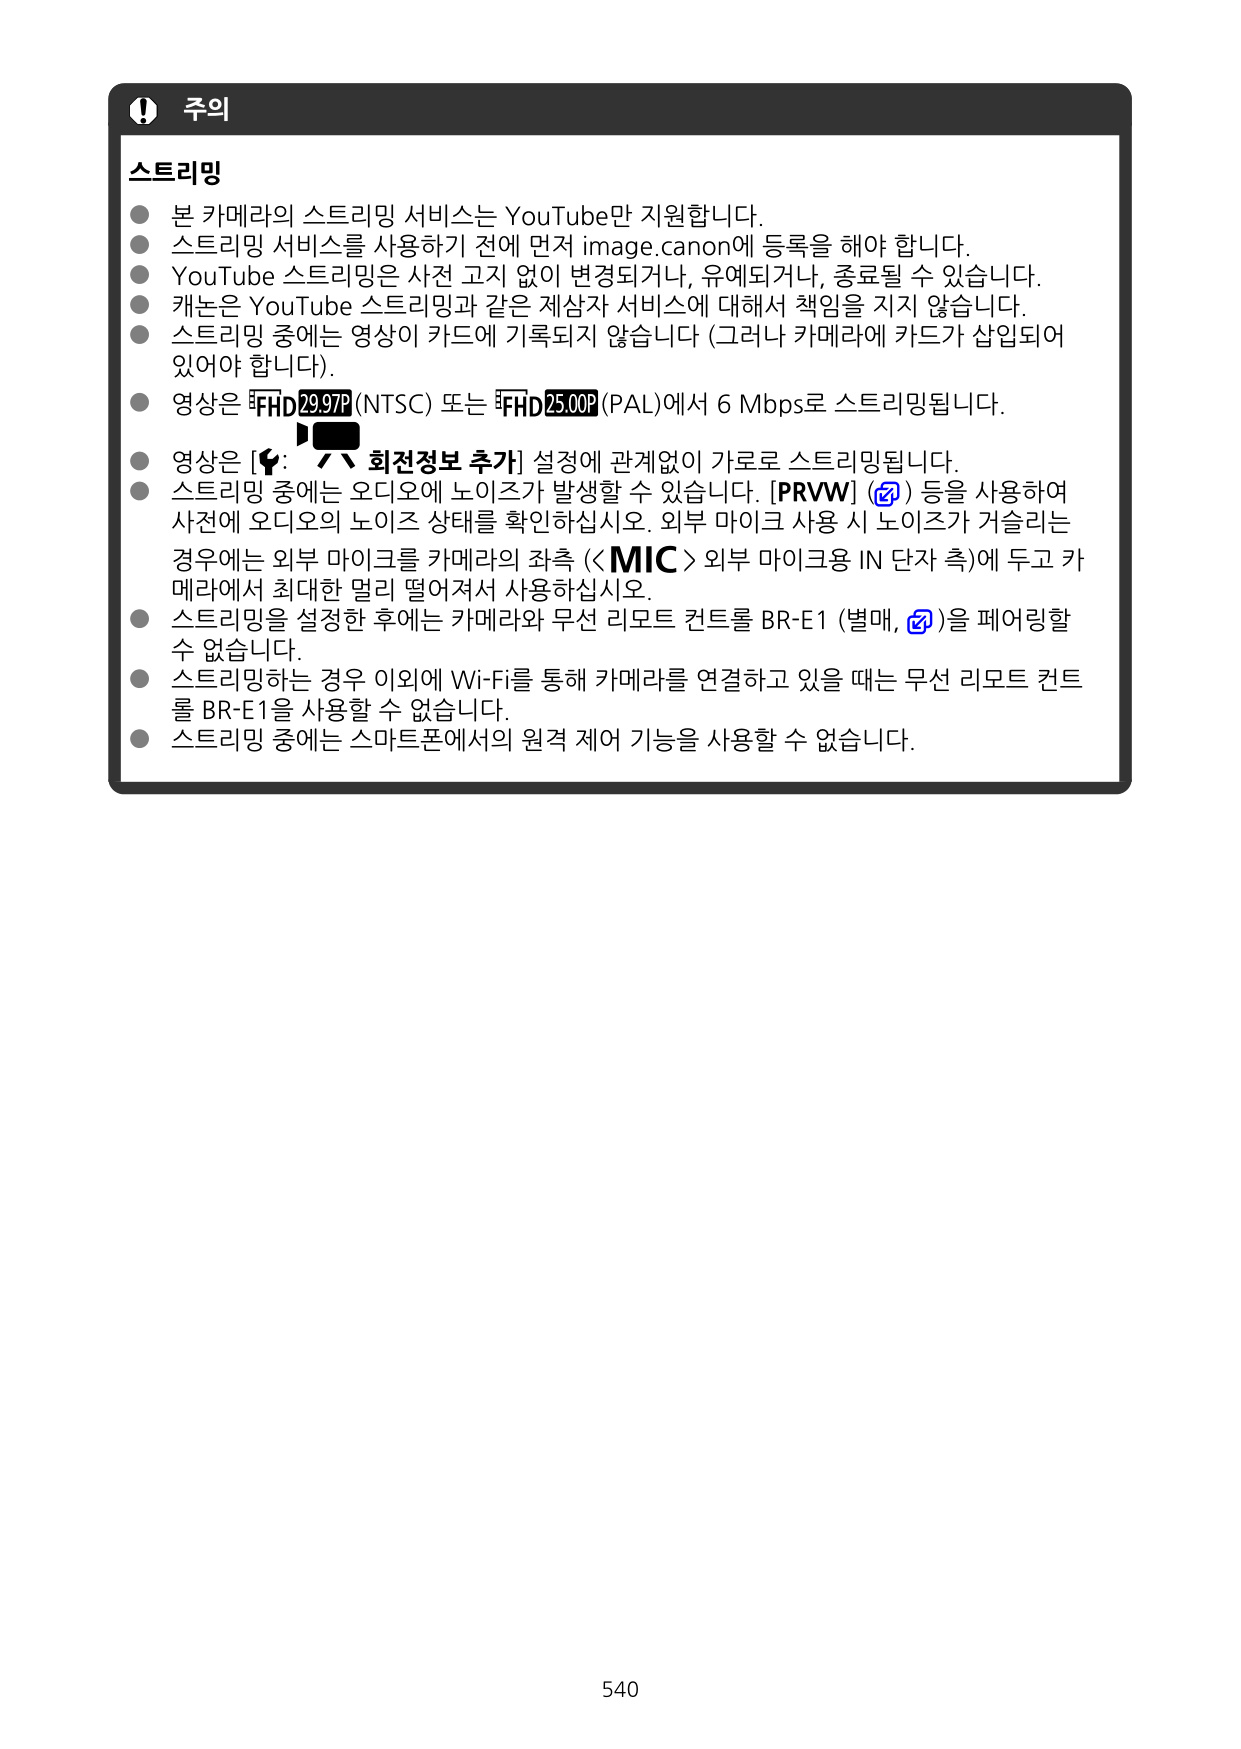 주의
스트리밍
본 카메라의 스트리밍 서비스는 YouTube만 지원합니다.
스트리밍 서비스를 사용하기 전에 먼저 image.canon에 등록을 해야 합니다.
YouTube 스트리밍은 사전 고지 없이 변경되거나, 유예되거나, 종료될 수 있습니다.
캐논은 YouTube 스트리밍과 같은 제삼자 서비스에 대해서 책임을 지지 않습니다.
스트리밍 중에는 영상이 카드에 기록되지 않습니다 (그러나 카메라에 카드가 삽입되어
있어야 합니다).
영상은 FHD 29.97P (NTSC) 또는 FHD 25.00P (PAL)에서 6 Mbps로 스트리밍됩니다.
영상은 [: 회전정보 추가] 설정에 관계없이 가로로 스트리밍됩니다.
스트리밍 중에는 오디오에 노이즈가 발생할 수 있습니다. [PRVW] () 등을 사용하여
사전에 오디오의 노이즈 상태를 확인하십시오. 외부 마이크 사용 시 노이즈가 거슬리는
경우에는 외부 마이크를 카메라의 좌측 (<MIC> 외부 마이크용 IN 단자 측)에 두고 카
메라에서 최대한 멀리 떨어져서 사용하십시오.
스트리밍을 설정한 후에는 카메라와 무선 리모트 컨트롤 BR-E1 (별매, )을 페어링할
수 없습니다.
스트리밍하는 경우 이외에 Wi-Fi를 통해 카메라를 연결하고 있을 때는 무선 리모트 컨트
롤 BR-E1을 사용할 수 없습니다.
스트리밍 중에는 스마트폰에서의 원격 제어 기능을 사용할 수 없습니다.
540